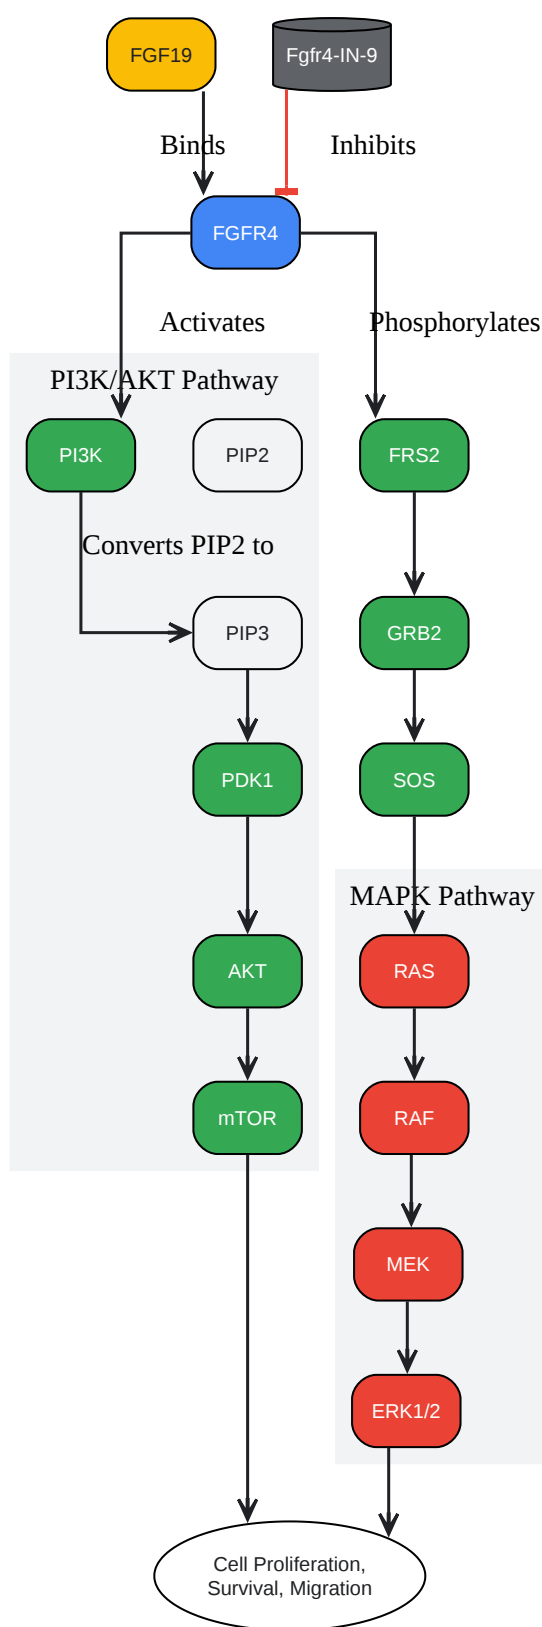 FGF19
Fgfr4-IN-9
Binds
Inhibits
FGFR4
Activates
Phosphorylates
PI3K/AKT Pathway
PI3K
PIP2
FRS2
Converts PIP2 to
PIP3
GRB2
PDK1
SOS
MAPK Pathway
AKT
RAS
mTOR
RAF
MEK
ERK1/2
Cell Proliferation,
Survival, Migration